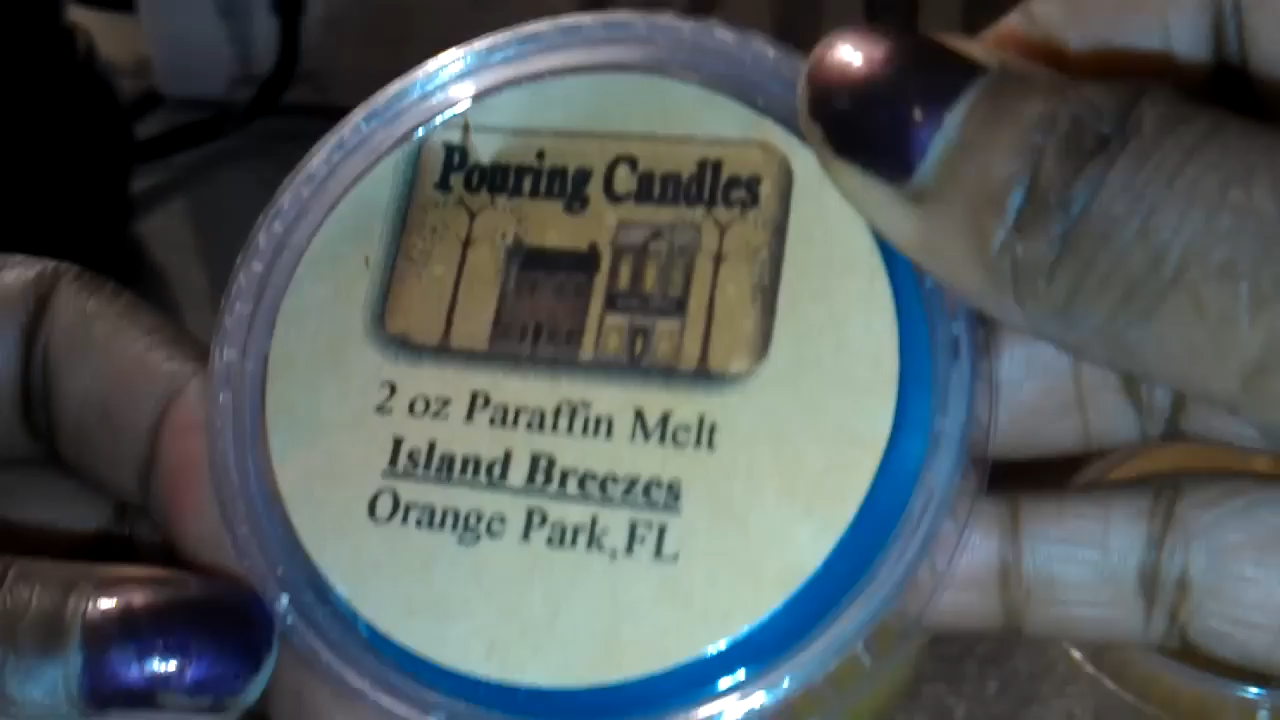 Pouring Candles
2 oz Paraffin Melt
Island Breezes
Orange Park,FL